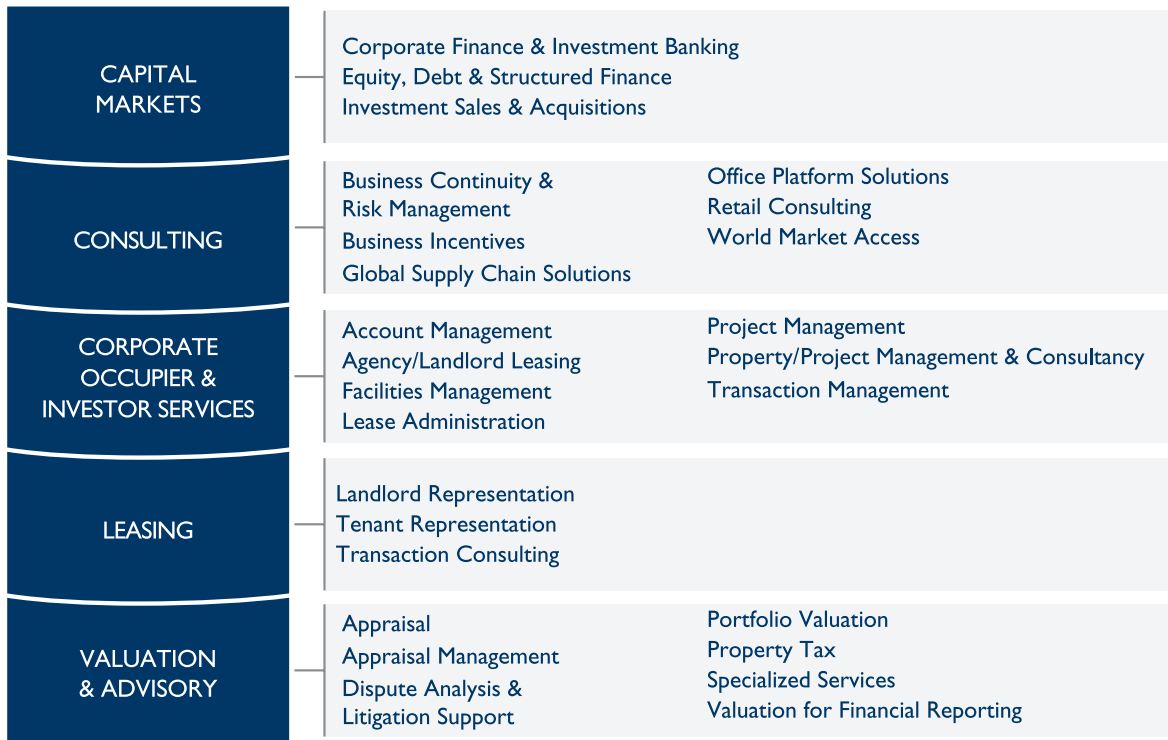 CAPITAL
MARKETS
Corporate Finance & Investment Banking
Equity, Debt & Structured Finance
Investment Sales & Acquisitions
CONSULTING
Business Continuity &
Risk Management
Business Incentives
Global Supply Chain Solutions
Office Platform Solutions
Retail Consulting
World Market Access
CORPORATE
OCCUPIER &
INVESTOR SERVICES
Account Management
Agency/Landlord Leasing
Facilities Management
Lease Administration
Project Management
Property/Project Management & Consultancy
Transaction Management
LEASING
Landlord Representation
Tenant Representation
Transaction Consulting
VALUATION
& ADVISORY
Appraisal
Appraisal Management
Dispute Analysis &
Litigation Support
Portfolio Valuation
Property Tax
Specialized Services
Valuation for Financial Reporting